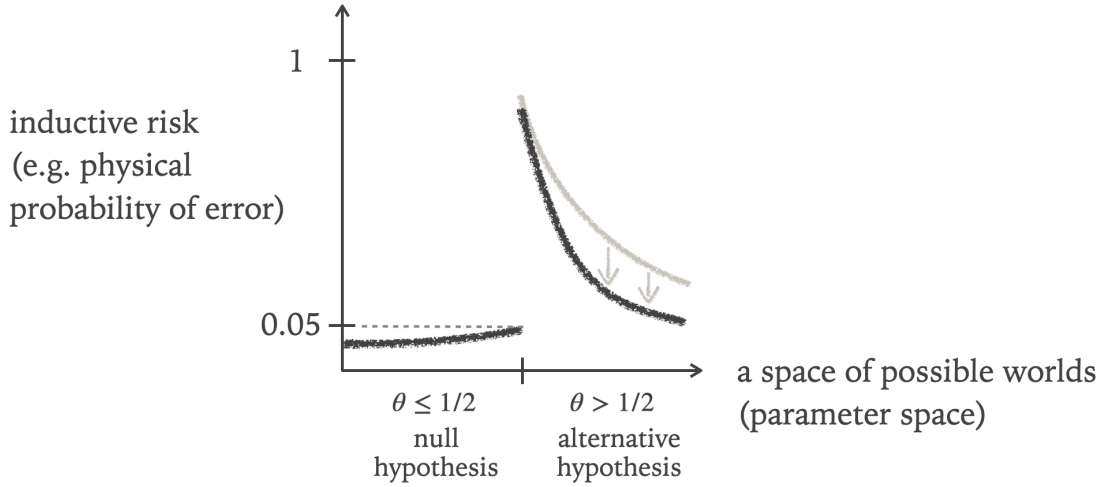 1
inductive risk
(e.g. physical
probability of error)
0.05
a space of possible worlds
(parameter space)
θ ≤ 1/2
null
hypothesis
θ > 1/2
alternative
hypothesis